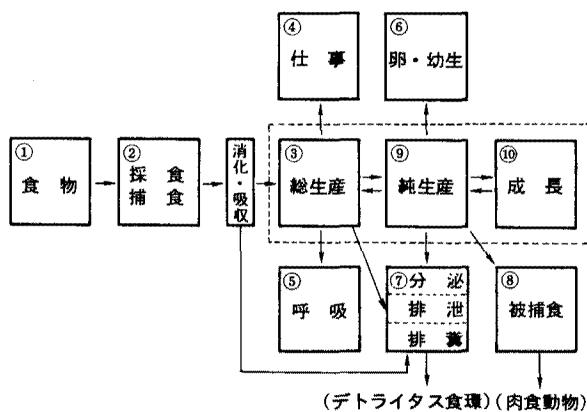 ④
仕 事
⑥
卵・幼生
①
食 物
②
採 食
捕 食
消化・吸収
③
総生産
⑨
純生産
⑩
成 長
⑤
呼 吸
⑦
分 泌
排 泄
排 糞
⑧
被捕食
(デトライタス食環)(肉食動物)